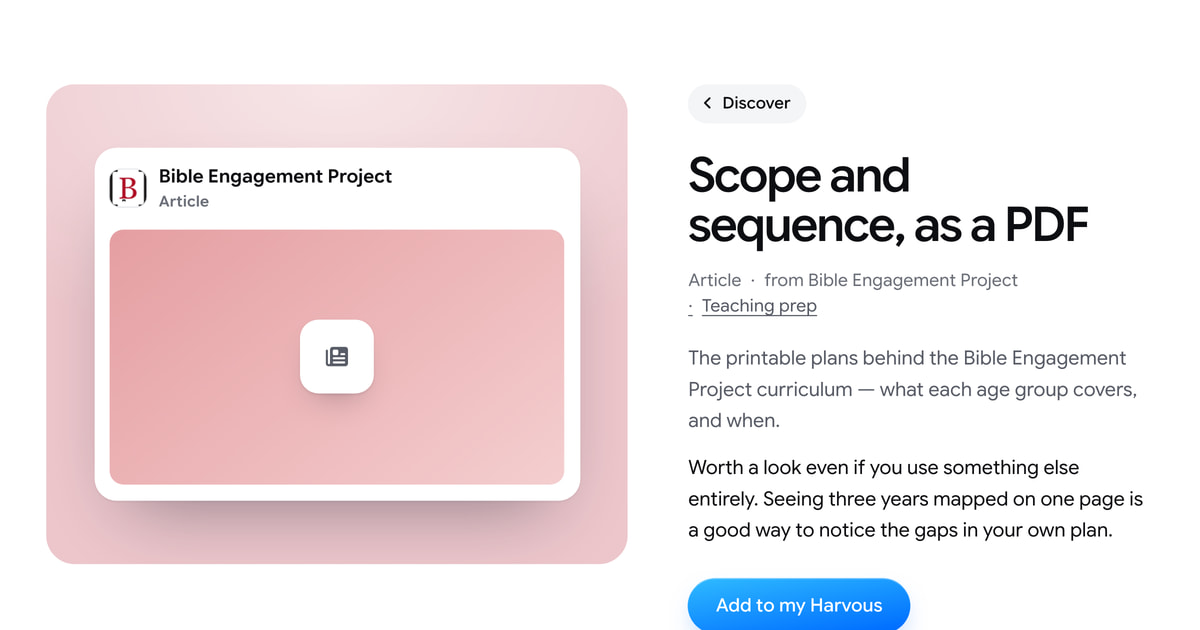 B
Bible Engagement Project
Article
Discover
Scope and
sequence, as a PDF
Article · from Bible Engagement Project
· Teaching prep
The printable plans behind the Bible Engagement
Project curriculum — what each age group covers,
and when.
Worth a look even if you use something else
entirely. Seeing three years mapped on one page is
a good way to notice the gaps in your own plan.
Add to my Harvous